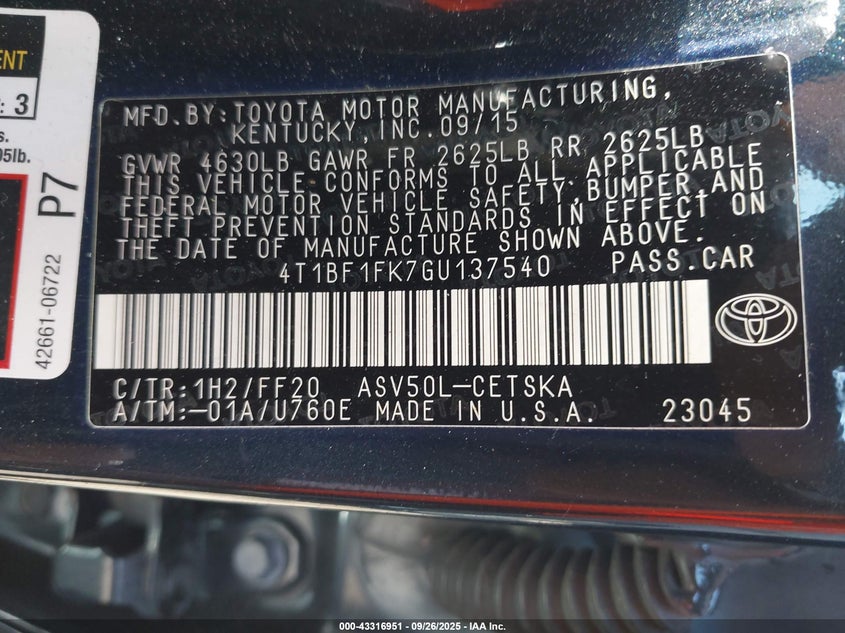 ENT
: 3
s.
95lb.
P7
42661-06722
MFD. BY: TOYOTA MOTOR MANUFACTURING,
KENTUCKY, INC. 09/15
GVWR 4630LB GAWR FR 2625LB RR 2625LB
THIS VEHICLE CONFORMS TO ALL APPLICABLE
FEDERAL MOTOR VEHICLE SAFETY, BUMPER, AND
THEFT PREVENTION STANDARDS IN EFFECT ON
THE DATE OF MANUFACTURE SHOWN ABOVE.
4T1BF1FK7GU137540 PASS. CAR
C/TR: 1H2/FF20 ASV50L-CETSKA
A/TM:-01A/U760E MADE IN U.S.A. 23045
000-43316951 - 09/26/2025 - IAA Inc.